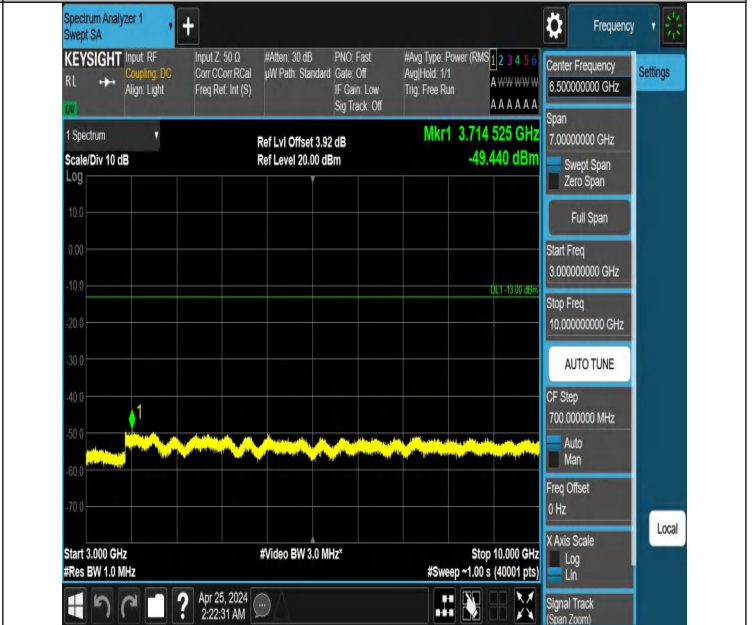 Spectrum Analyzer 1
Swept SA
+
Frequency
KEYSIGHT
RL
Input: RF
Coupling: DC
Align: Light
Input Z: 50 Ω
Corr CCorr RCal
Freq Ref: Int (S)
#Atten: 30 dB
µW Path: Standard
PNO: Fast
Gate: Off
IF Gain: Low
Sig Track: Off
#Avg Type: Power (RMS
Avg|Hold: 1/1
Trig: Free Run
1 2 3 4 5 6
A W W W W W
A A A A A A
1 Spectrum
Scale/Div 10 dB
Log
Ref Lvl Offset 3.92 dB
Ref Level 20.00 dBm
Mkr1 3.714 525 GHz
-49.440 dBm
10.0
0.00
-10.0
DL1 -13.00 dBm
-20.0
-30.0
-40.0
1
-50.0
-60.0
-70.0
Start 3.000 GHz
#Res BW 1.0 MHz
#Video BW 3.0 MHz*
Stop 10.000 GHz
#Sweep ~1.00 s (40001 pts)
?
Apr 25, 2024
2:22:31 AM
Center Frequency
6.500000000 GHz
Settings
Span
7.00000000 GHz
Swept Span
Zero Span
Full Span
Start Freq
3.000000000 GHz
Stop Freq
10.000000000 GHz
AUTO TUNE
CF Step
700.000000 MHz
Auto
Man
Freq Offset
0 Hz
X Axis Scale
Log
Lin
Local
Signal Track
(Span Zoom)